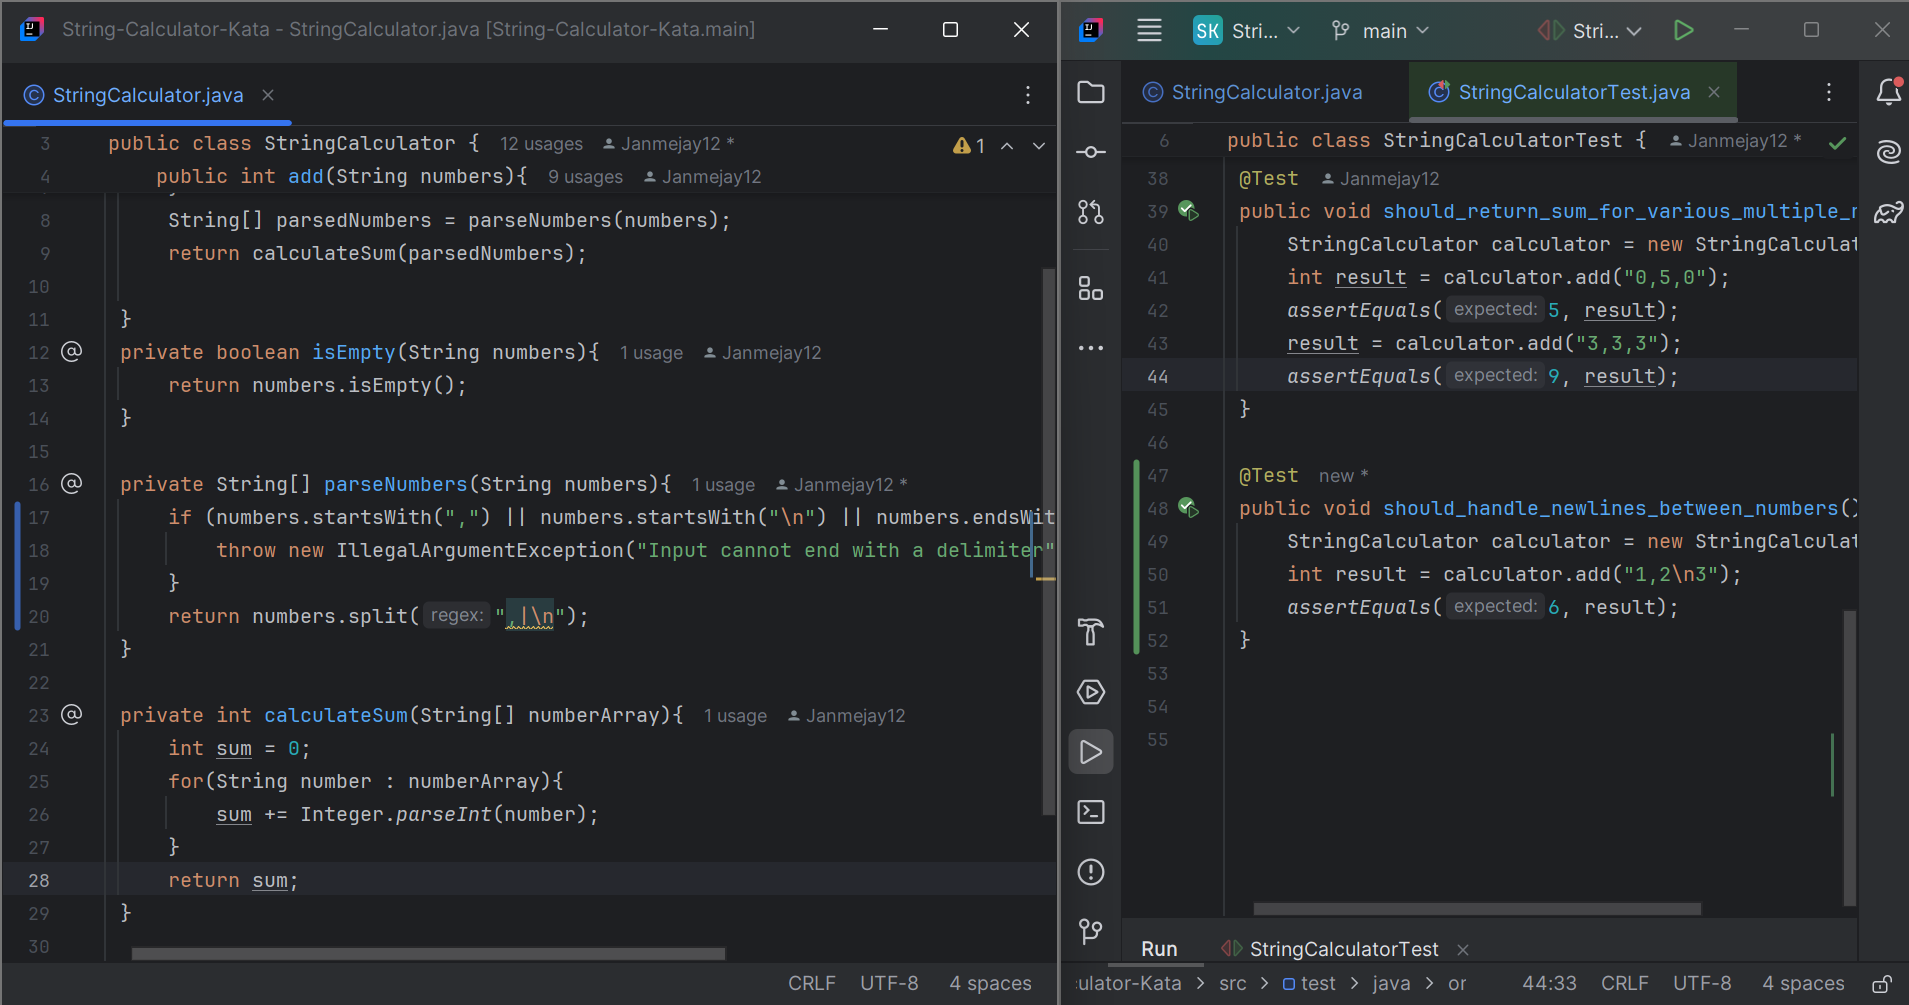 String-Calculator-Kata - StringCalculator.java [String-Calculator-Kata.main]
StringCalculator.java
3 public class StringCalculator { 12 usages Janmejay12 *
1
4 public int add(String numbers){ 9 usages Janmejay12
8 String[] parsedNumbers = parseNumbers(numbers);
9 return calculateSum(parsedNumbers);
10
11 }
12 @ private boolean isEmpty(String numbers){ 1 usage Janmejay12
13 return numbers.isEmpty();
14 }
15
16 @ private String[] parseNumbers(String numbers){ 1 usage Janmejay12 *
17 if (numbers.startsWith(",") || numbers.startsWith("\n") || numbers.endsWit
18 throw new IllegalArgumentException("Input cannot end with a delimiter"
19 }
20 return numbers.split( regex: ",|\n");
21 }
22
23 @ private int calculateSum(String[] numberArray){ 1 usage Janmejay12
24 int sum = 0;
25 for(String number : numberArray){
26 sum += Integer.parseInt(number);
27 }
28 return sum;
29 }
30
CRLF UTF-8 4 spaces
SK Stri... main Stri...
StringCalculator.java StringCalculatorTest.java
6 public class StringCalculatorTest { Janmejay12 *
38 @Test Janmejay12
39 public void should_return_sum_for_various_multiple_n
40 StringCalculator calculator = new StringCalculat
41 int result = calculator.add("0,5,0");
42 assertEquals( expected: 5, result);
43 result = calculator.add("3,3,3");
44 assertEquals( expected: 9, result);
45 }
46
47 @Test new *
48 public void should_handle_newlines_between_numbers()
49 StringCalculator calculator = new StringCalculat
50 int result = calculator.add("1,2\n3");
51 assertEquals( expected: 6, result);
52 }
53
54
55
Run StringCalculatorTest
ulator-Kata > src > test > java > or 44:33 CRLF UTF-8 4 spaces